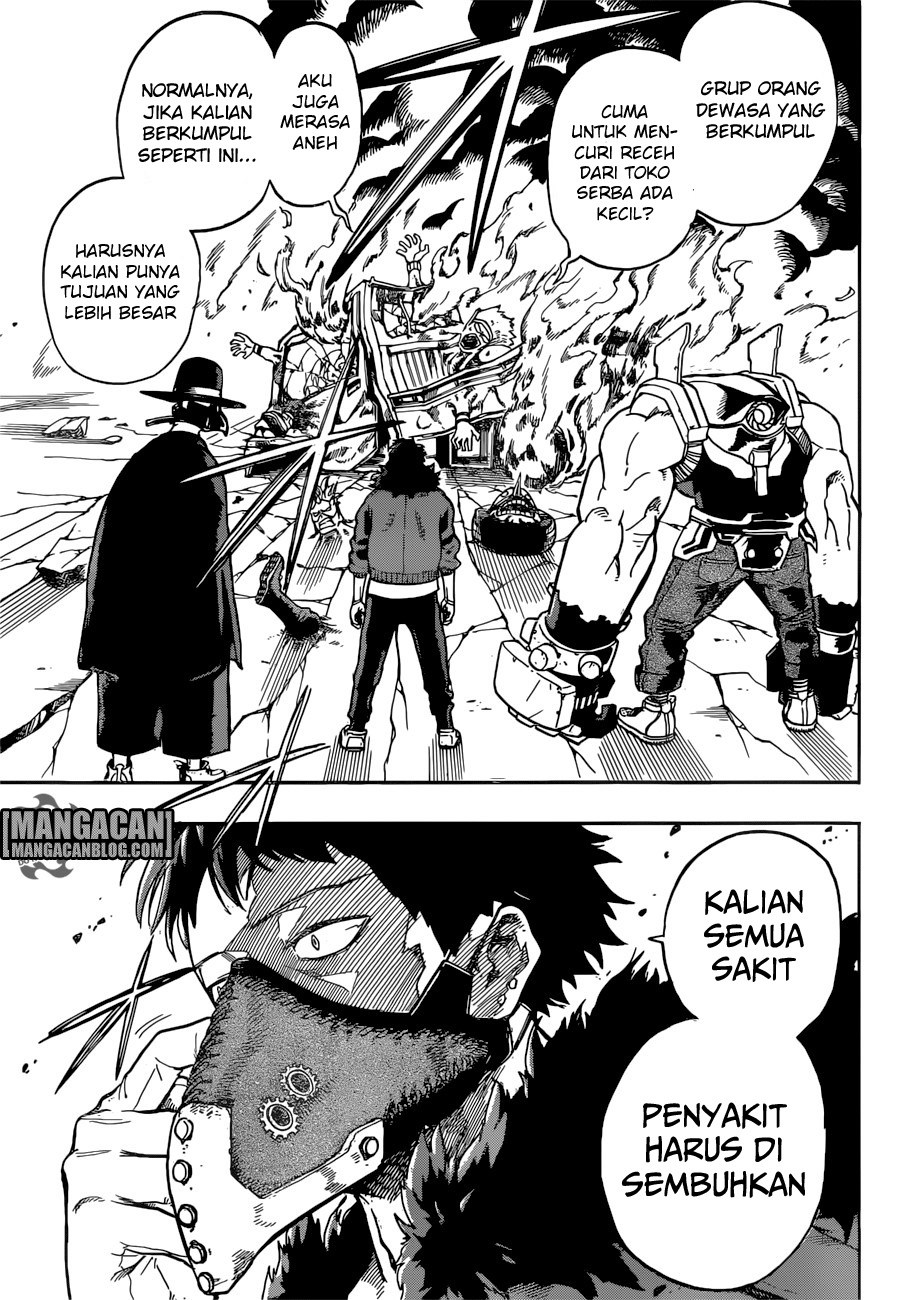 GRUP ORANG
DEWASA YANG
BERKUMPUL
CUMA
UNTUK MEN-
CURI RECEH
DARI TOKO
SERBA ADA
KECIL?
AKU
JUGA
MERASA
ANEH
NORMALNYA,
JIKA KALIAN
BERKUMPUL
SEPERTI INI...
HARUSNYA
KALIAN PUNYA
TUJUAN YANG
LEBIH BESAR
[MANGACAN]
MANGACANBLOG.COM
KALIAN
SEMUA
SAKIT
PENYAKIT
HARUS DI
SEMBUHKAN